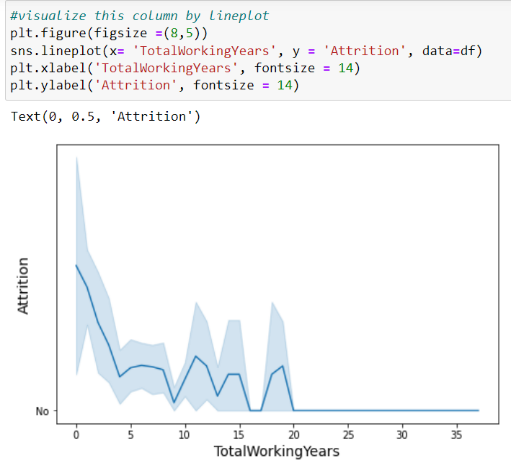 #visualize this column by lineplot
plt.figure(figsize =(8,5))
sns.lineplot(x= 'TotalWorkingYears', y = 'Attrition', data=df)
plt.xlabel('TotalWorkingYears', fontsize = 14)
plt.ylabel('Attrition', fontsize = 14)
Text(0, 0.5, 'Attrition')
Attrition
No
0 5 10 15 20 25 30 35
TotalWorkingYears